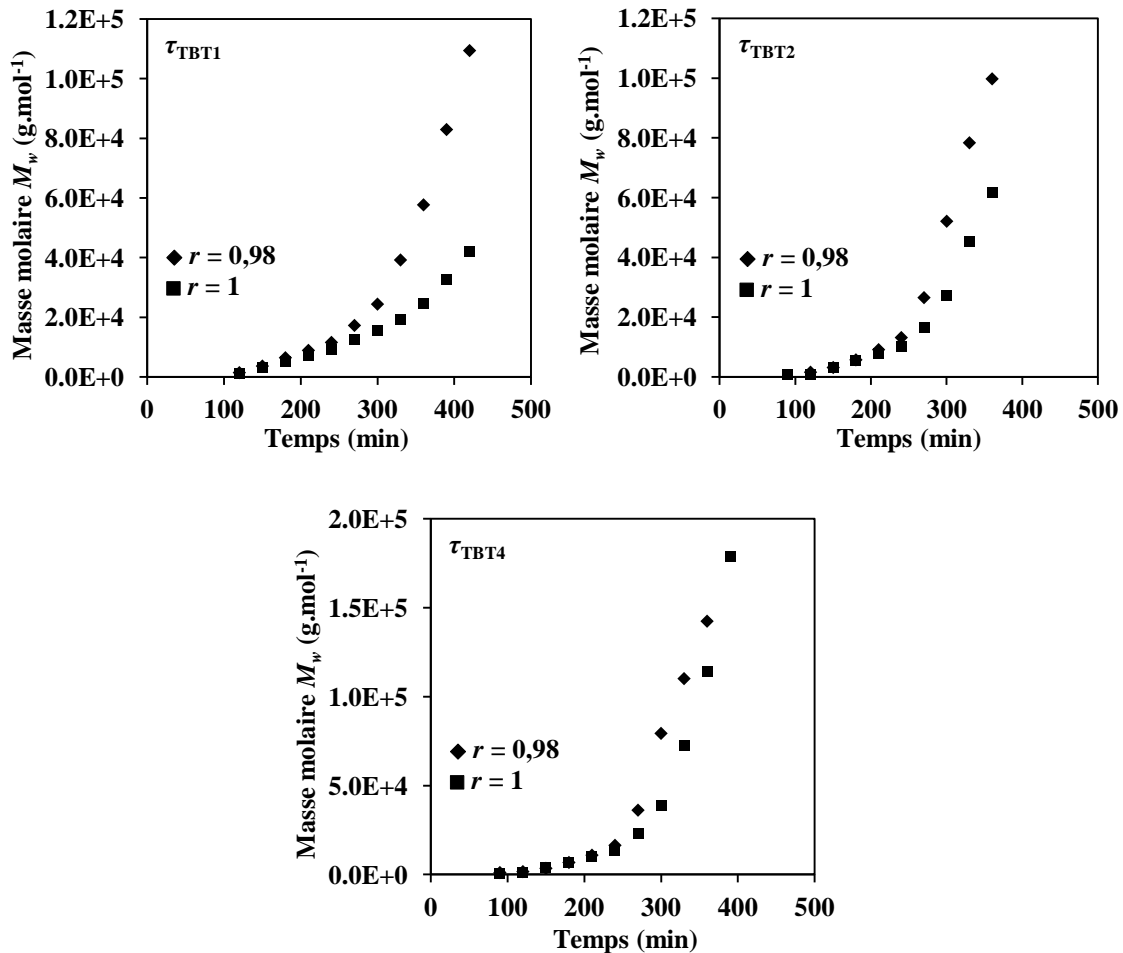 τTBT1
Masse molaire Mw (g.mol-1)
1.2E+5
1.0E+5
8.0E+4
6.0E+4
4.0E+4
2.0E+4
0.0E+0
r = 0,98
r = 1
0 100 200 300 400 500
Temps (min)
τTBT2
Masse molaire Mw (g.mol-1)
1.2E+5
1.0E+5
8.0E+4
6.0E+4
4.0E+4
2.0E+4
0.0E+0
r = 0,98
r = 1
0 100 200 300 400 500
Temps (min)
τTBT4
Masse molaire Mw (g.mol-1)
2.0E+5
1.5E+5
1.0E+5
5.0E+4
0.0E+0
r = 0,98
r = 1
0 100 200 300 400 500
Temps (min)